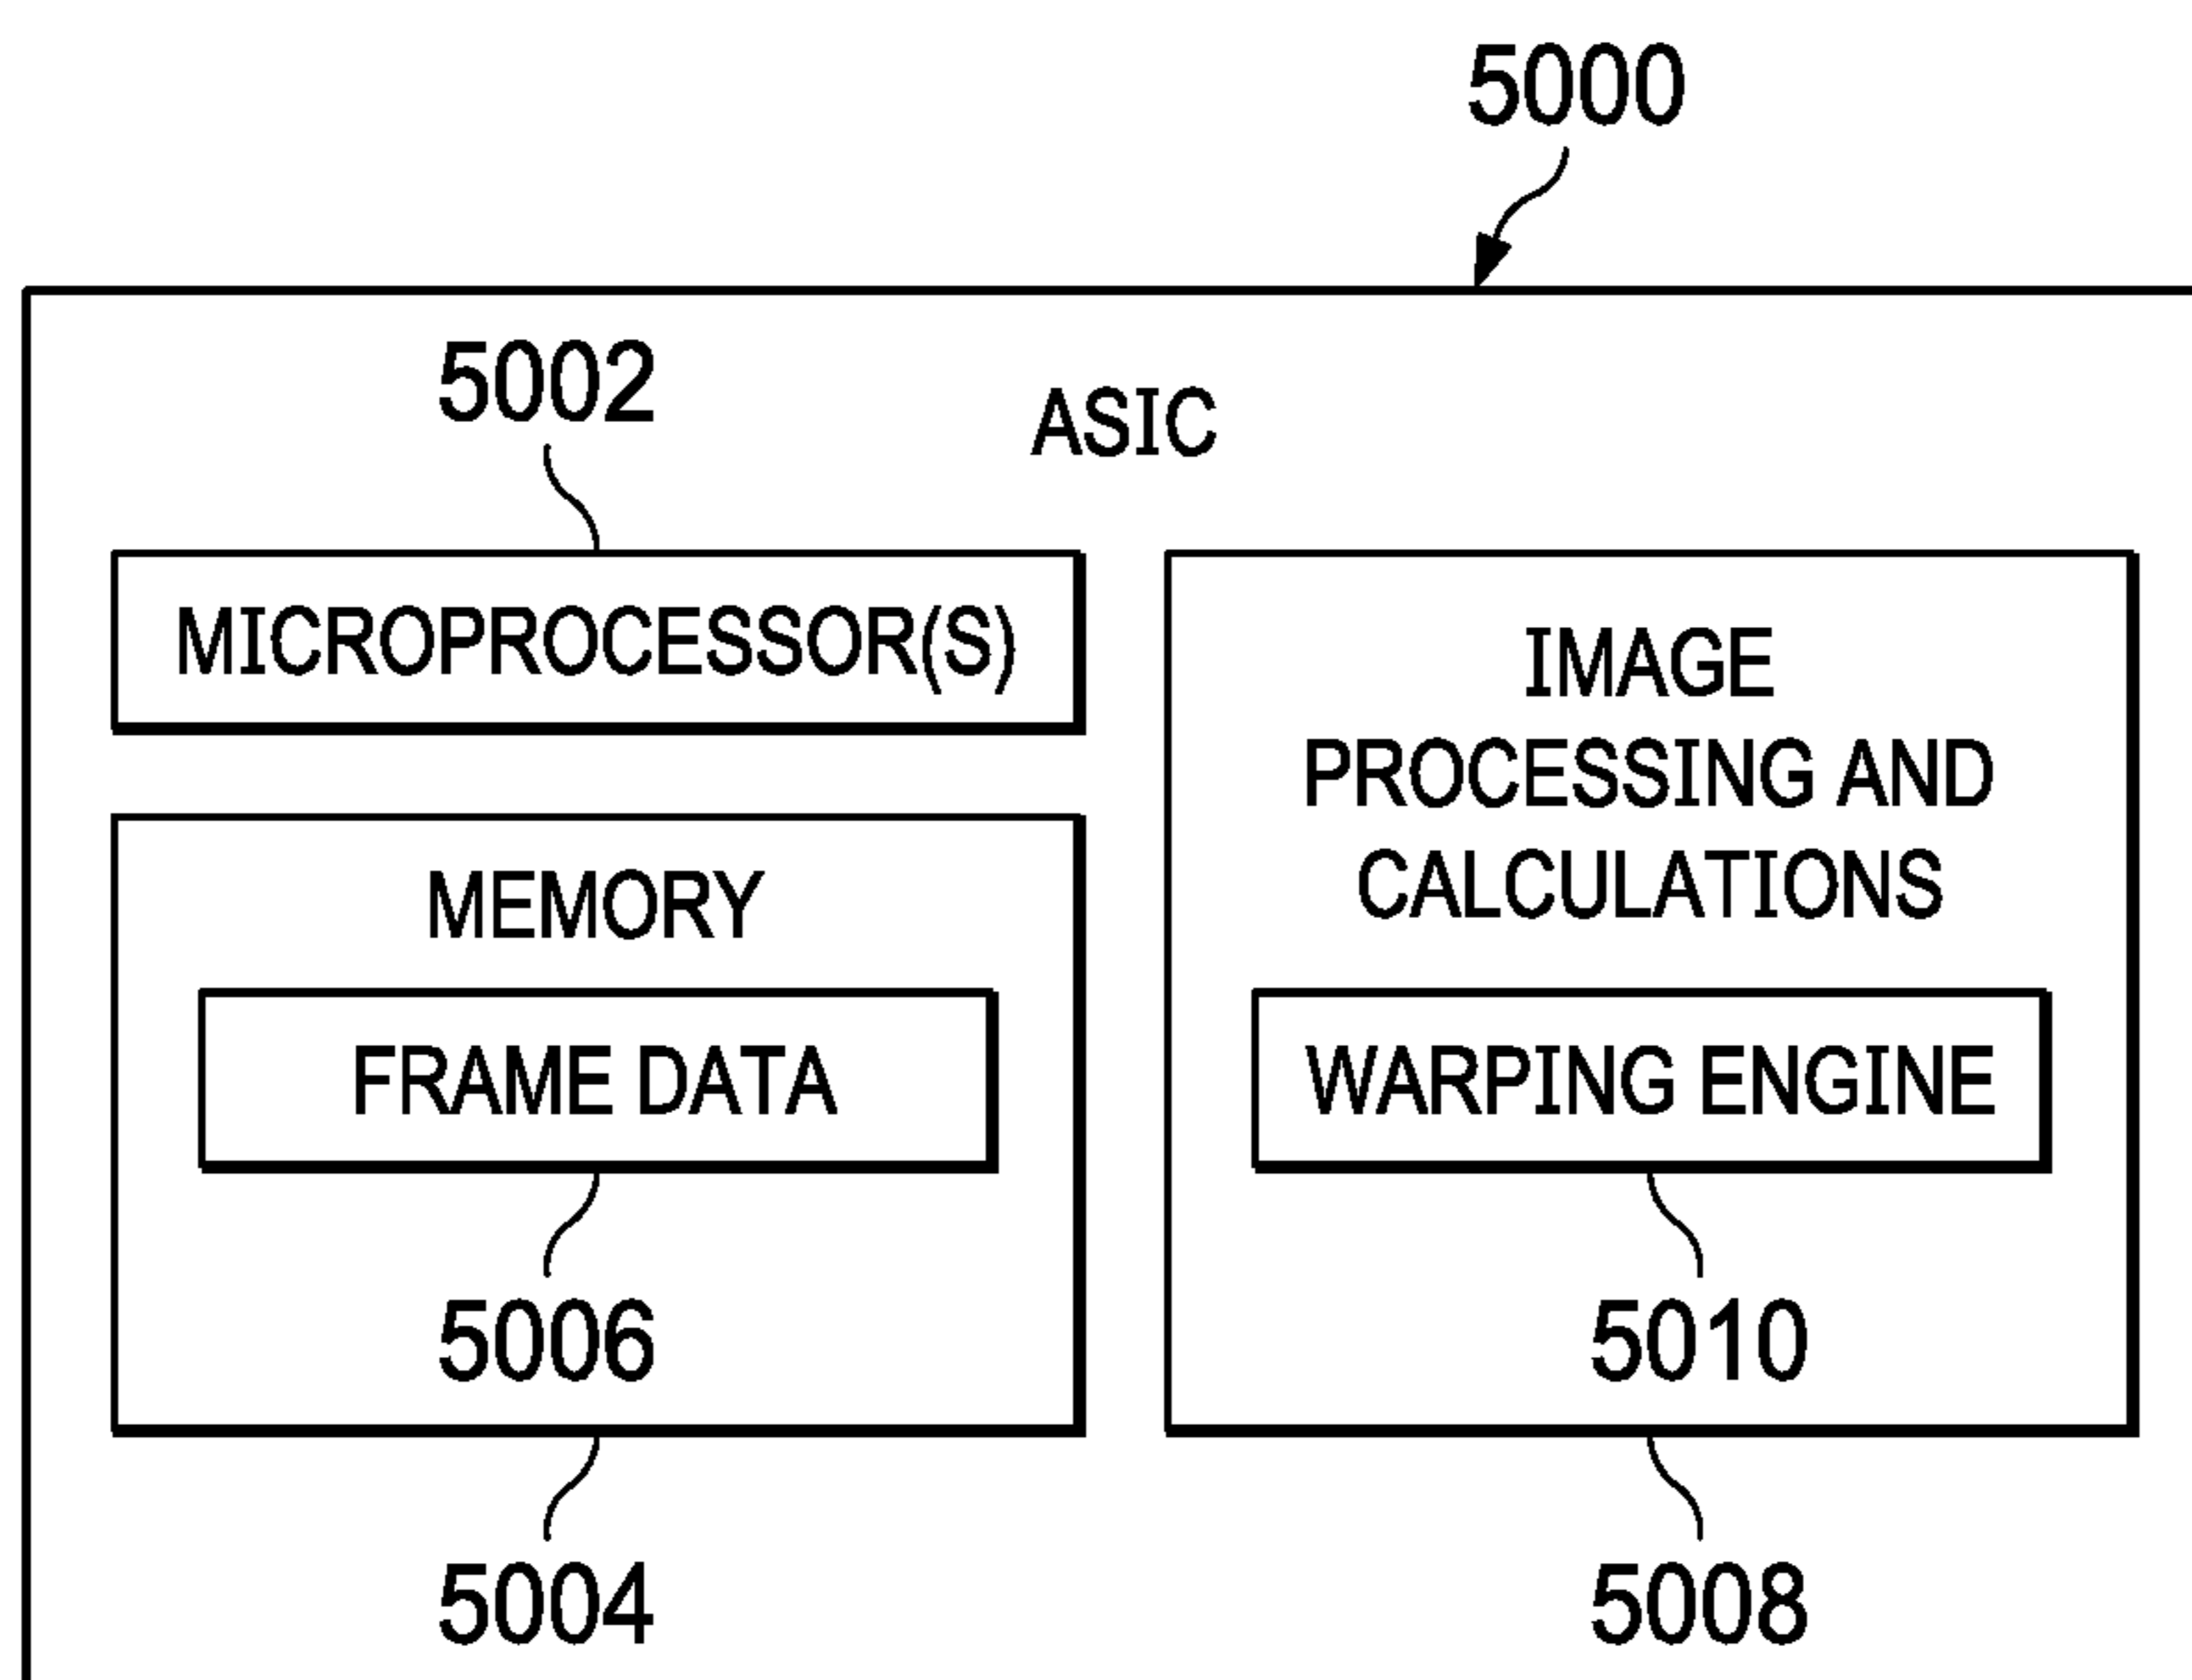 5000
5002
ASIC
MICROPROCESSOR(S)
MEMORY
FRAME DATA
5006
5004
IMAGE
PROCESSING AND
CALCULATIONS
WARPING ENGINE
5010
5008